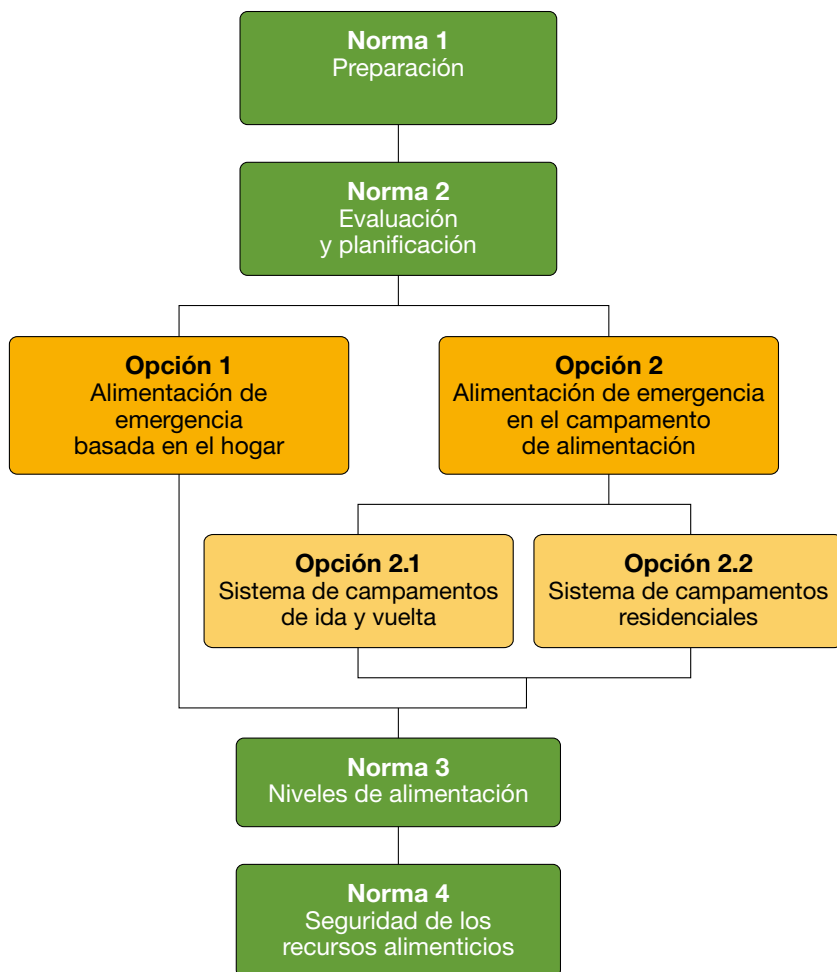 Norma 1
Preparación
Norma 2
Evaluación
y planificación
Opción 1
Alimentación de
emergencia
basada en el hogar
Opción 2
Alimentación de emergencia
en el campamento
de alimentación
Opción 2.1
Sistema de campamentos
de ida y vuelta
Opción 2.2
Sistema de campamentos
residenciales
Norma 3
Niveles de alimentación
Norma 4
Seguridad de los
recursos alimenticios